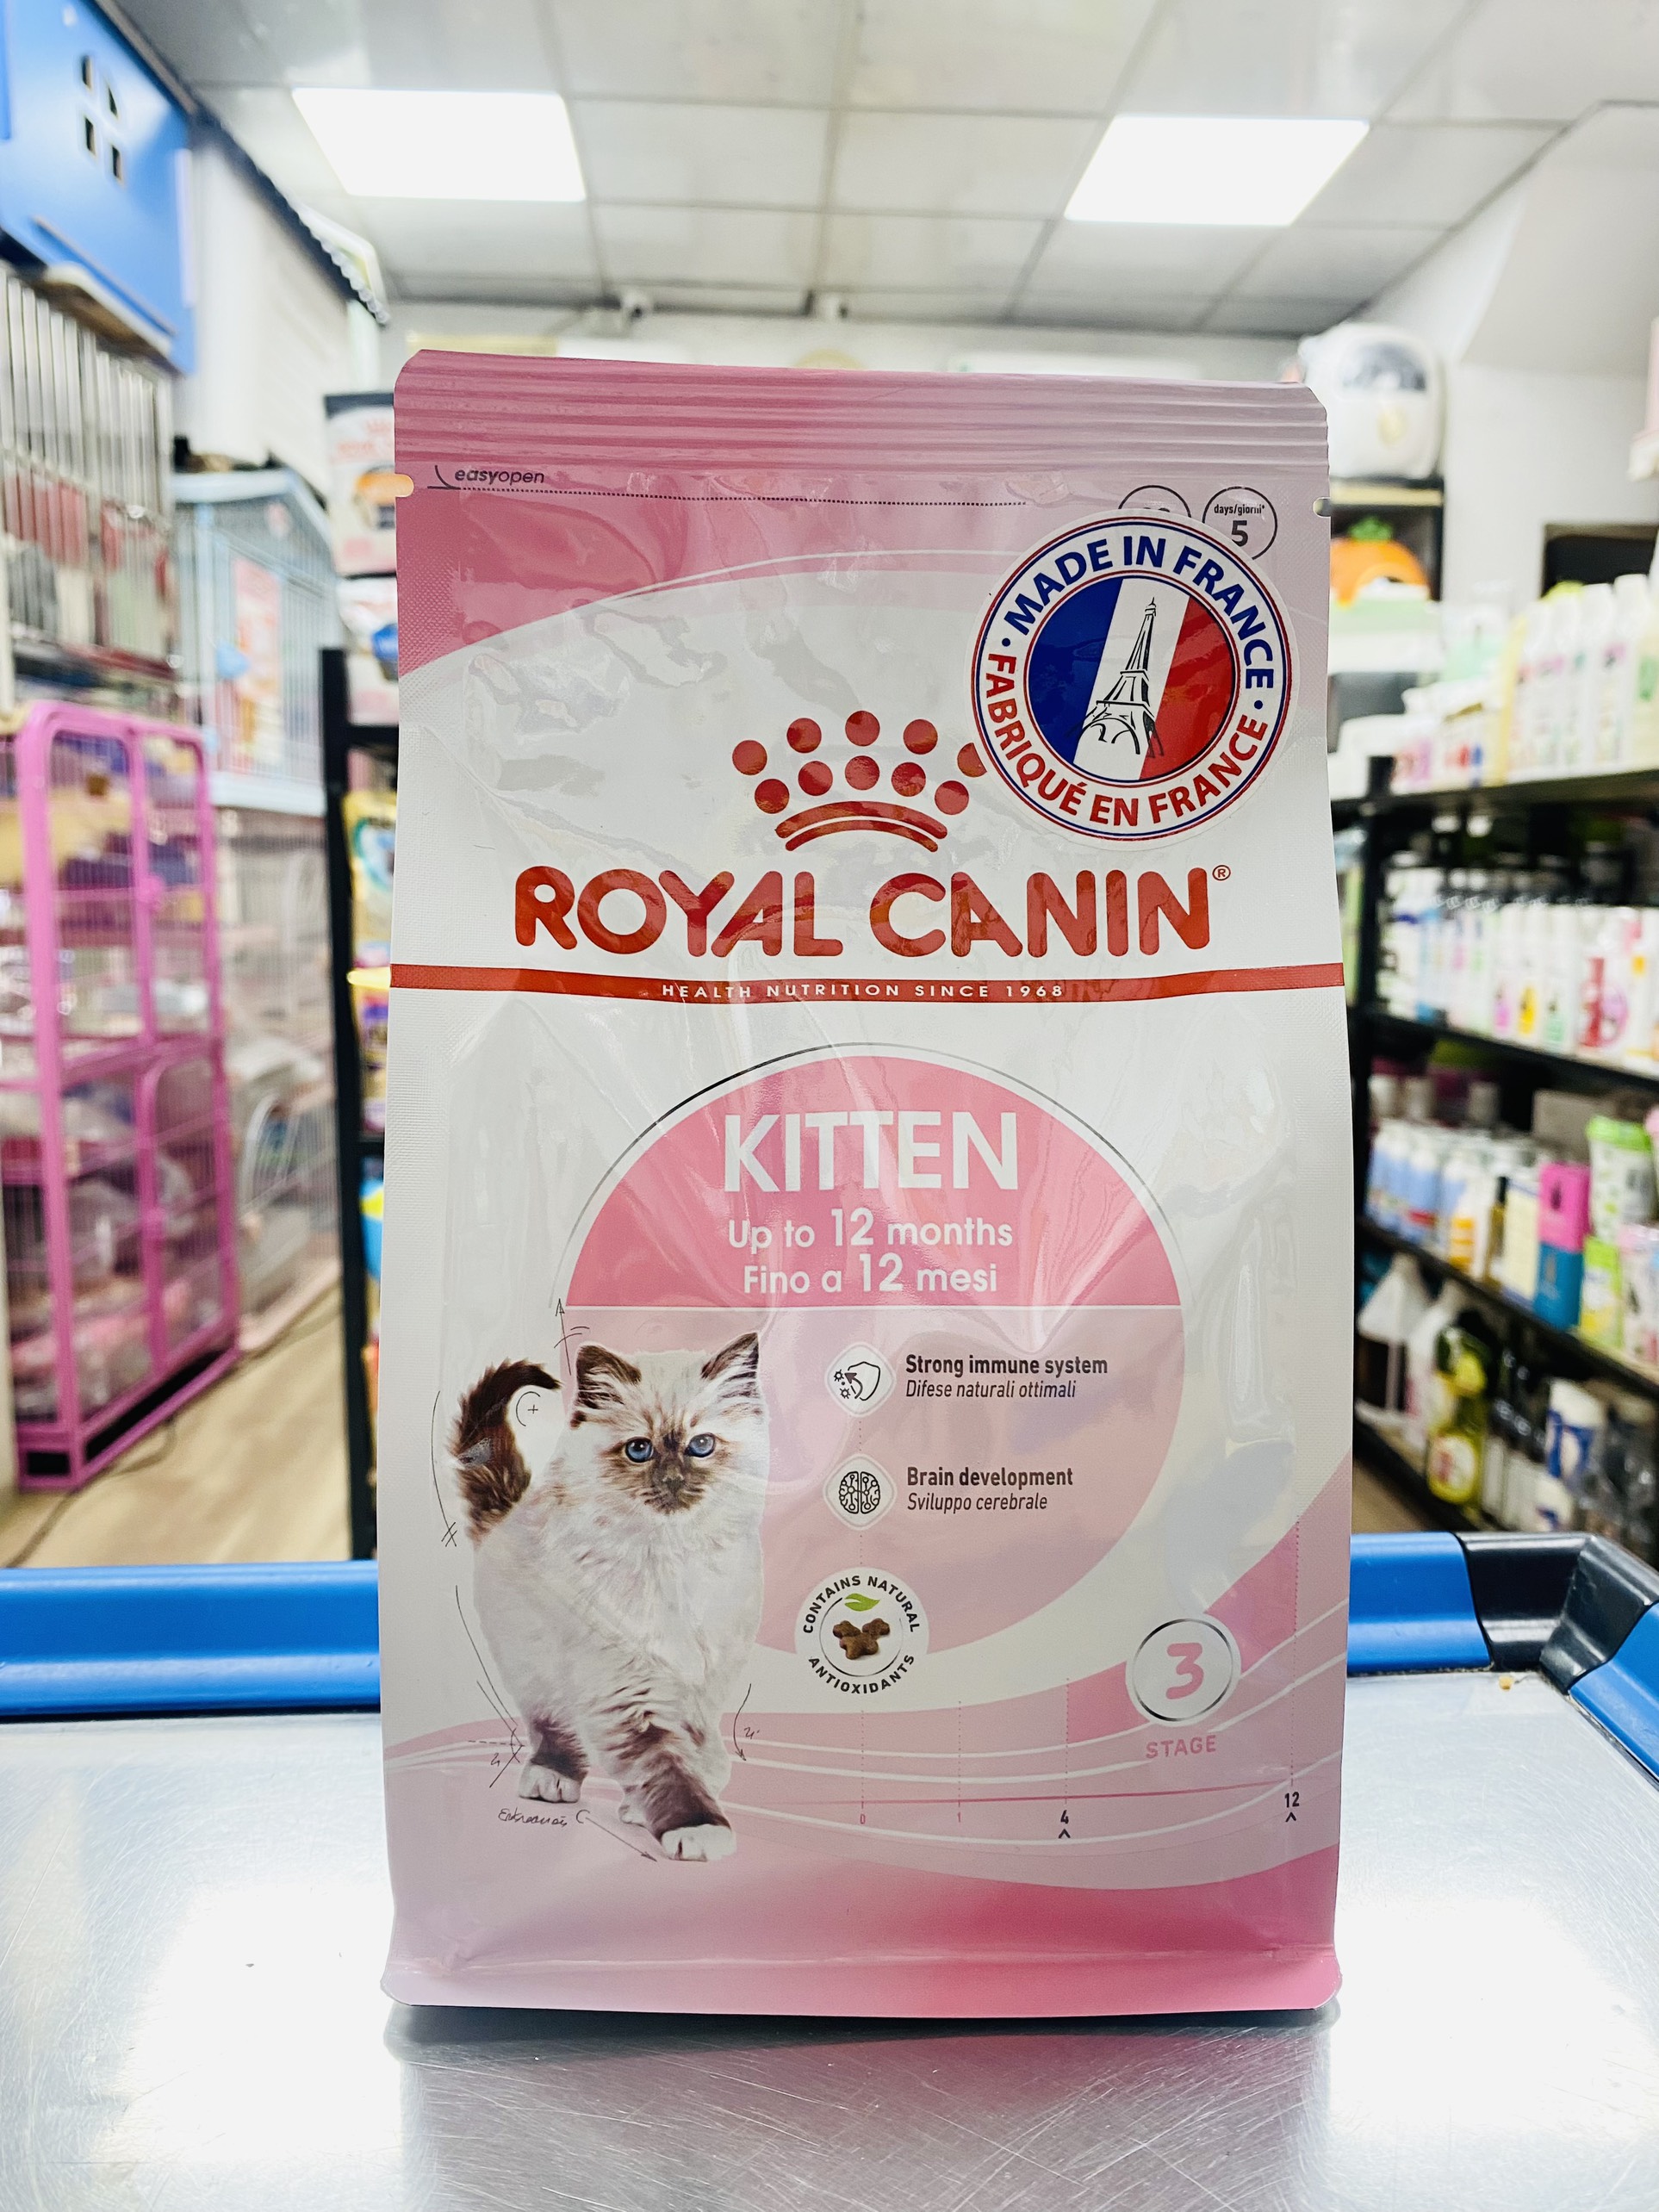 easyopen
days/giorni*
5
· MADE IN FRANCE ·
FABRIQUÉ EN FRANCE
ROYAL CANIN®
HEALTH NUTRITION SINCE 1968
KITTEN
Up to 12 months
Fino a 12 mesi
Strong immune system
Difese naturali ottimali
Brain development
Sviluppo cerebrale
CONTAINS NATURAL
ANTIOXIDANTS
3
STAGE
0 1 4 12